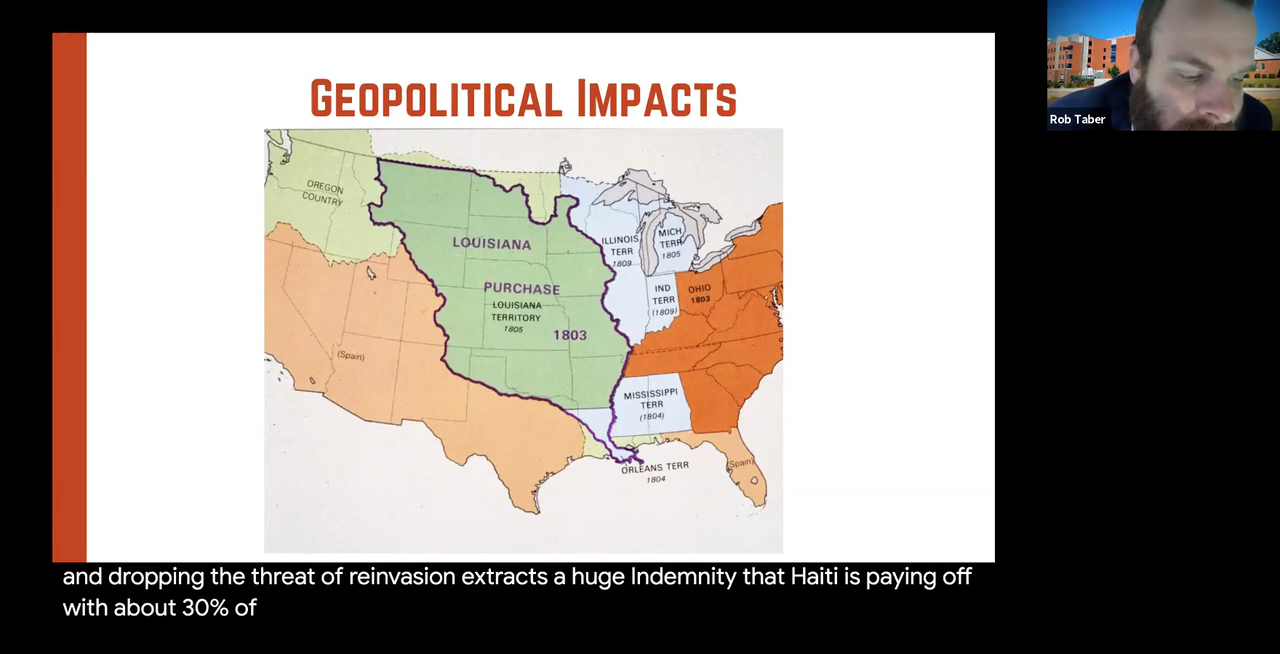 GEOPOLITICAL IMPACTS
Rob Taber
OREGON
COUNTRY
LOUISIANA
PURCHASE
LOUISIANA
TERRITORY
1805
1803
ILLINOIS
TERR
1809
MICH
TERR
1805
IND
TERR
(1809)
OHIO
1803
(Spain)
MISSISSIPPI
TERR
(1804)
(Spain)
ORLEANS TERR
1804
and dropping the threat of reinvasion extracts a huge Indemnity that Haiti is paying off
with about 30% of